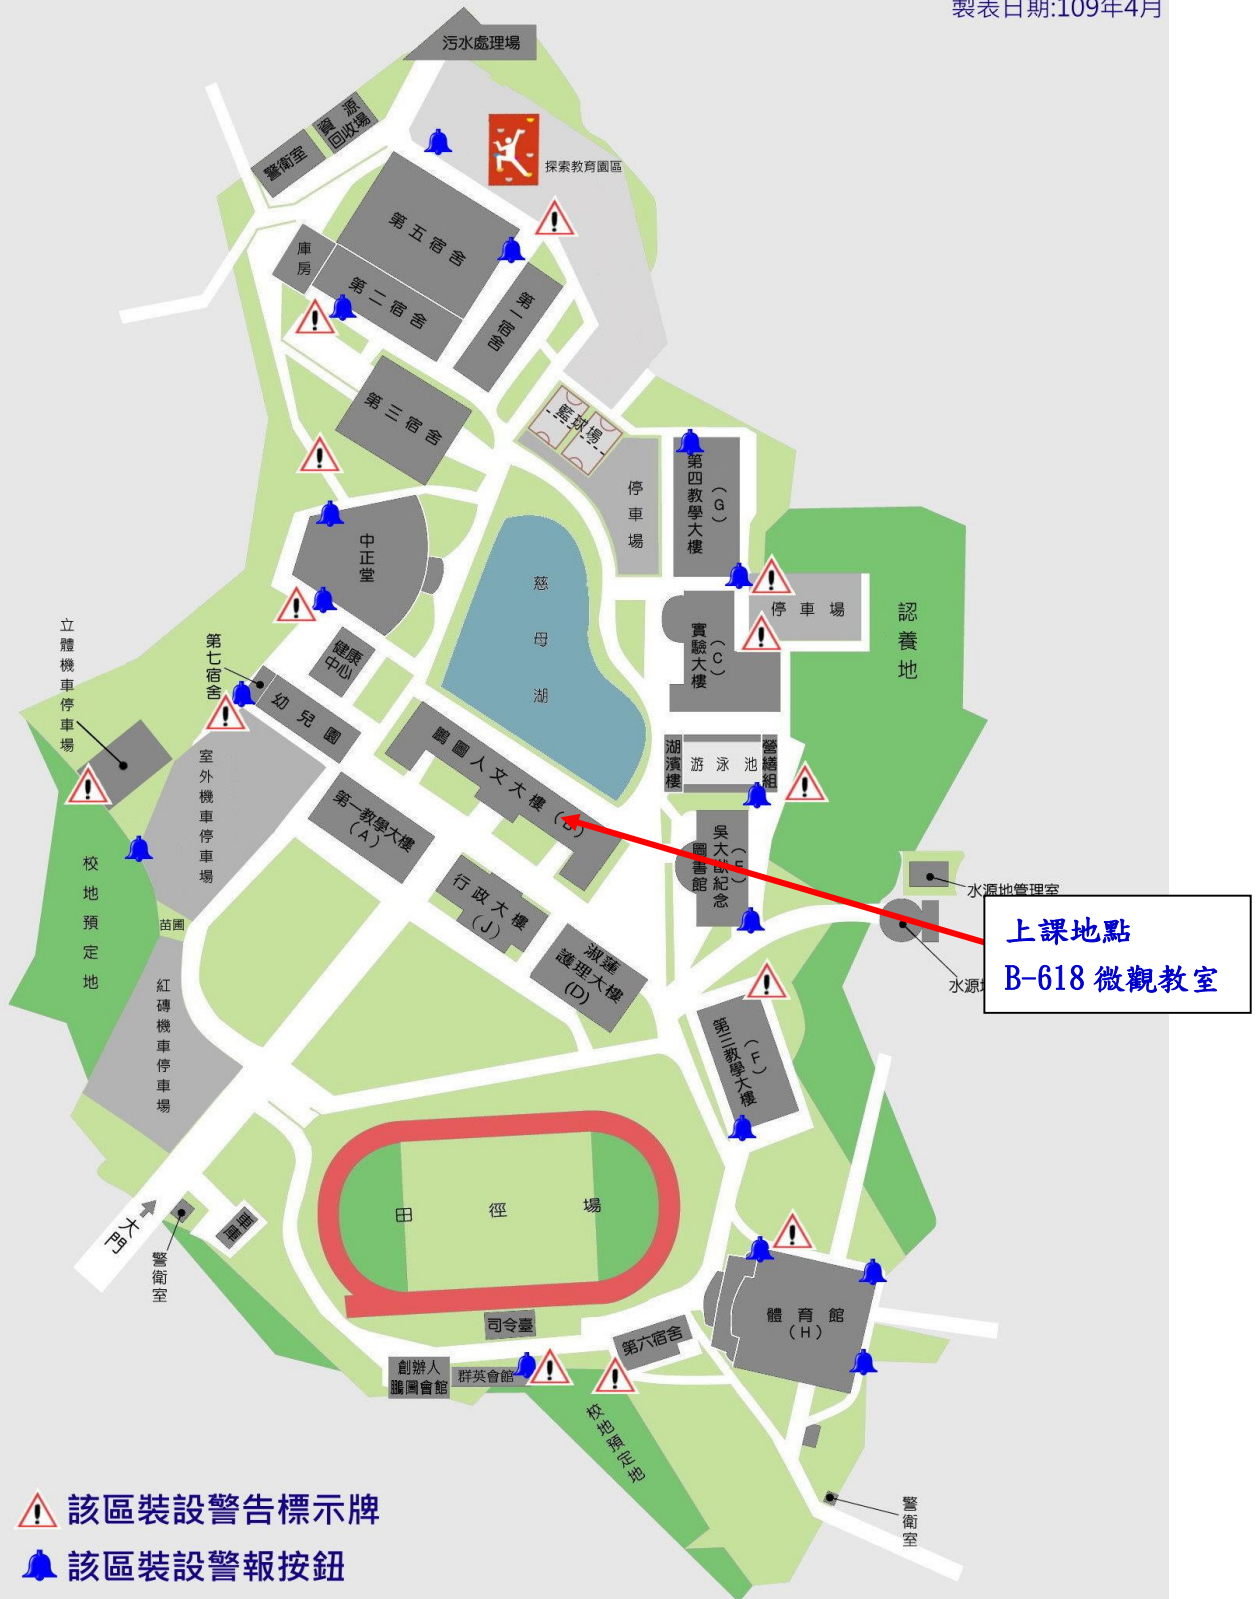 製表日期:109年4月
污水處理場
資源
回收場
警衛室
探索教育園區
第五宿舍
庫房
第二宿舍
第一宿舍
第三宿舍
籃球場
停車場
第四教學大樓
(G)
中正堂
慈母湖
停車場
認養地
實驗大樓
(C)
立體機車停車場
第七宿舍
健康
中心
幼兒園
鵬圖人文大樓(B)
湖濱樓
游泳池
營繕組
室外機車停車場
第一教學大樓
(A)
吳大猷紀念
圖書館
(E)
校地預定地
行政大樓
(J)
水源地管理室
苗圃
淑蓮
護理大樓
(D)
上課地點
B-618 微觀教室
紅磚機車停車場
第三教學大樓
(F)
田徑場
大門
警衛室
車庫
體育館
(H)
司令臺
第六宿舍
創辦人
鵬圖會館
群英會館
校地預定地
警衛室
該區裝設警告標示牌
該區裝設警報按鈕